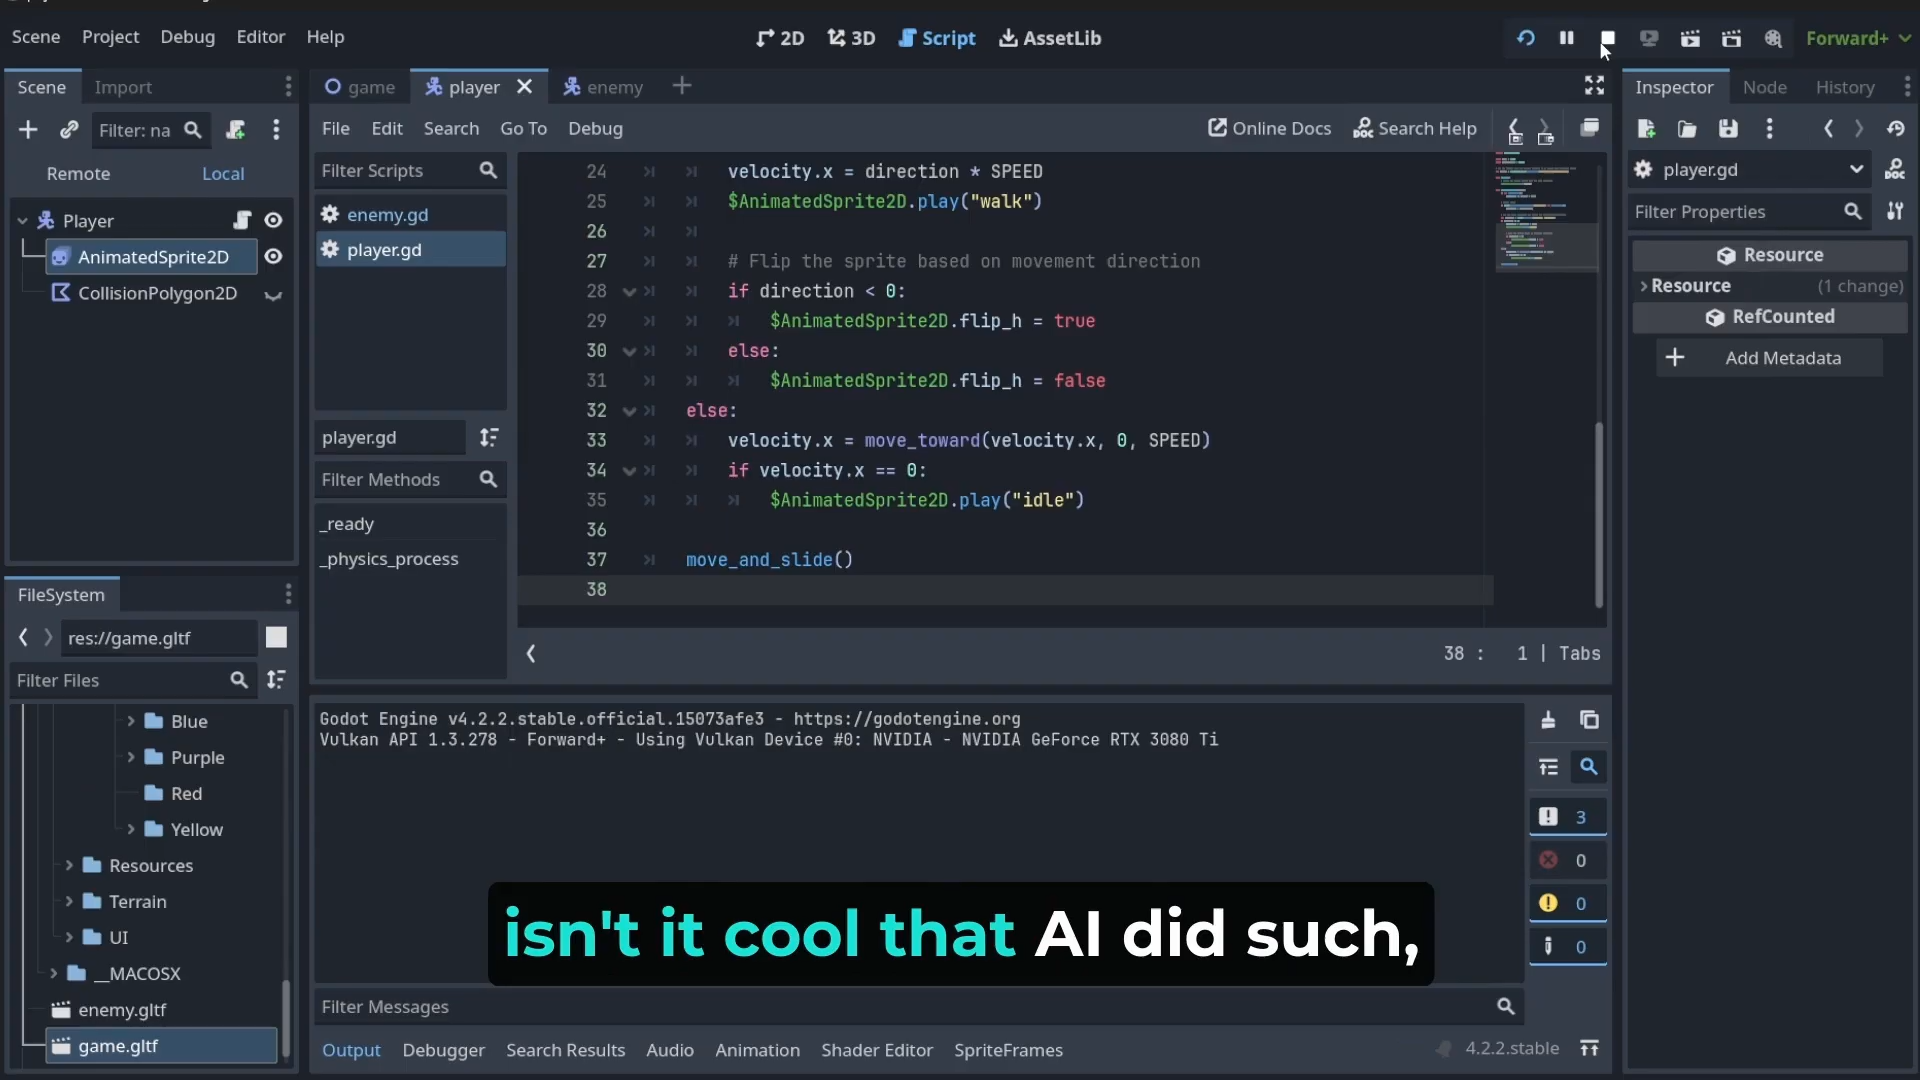 Scene Project Debug Editor Help
2D 3D Script AssetLib
Forward+
Scene Import
game player enemy
Inspector Node History
Filter: na
File Edit Search Go To Debug
Online Docs Search Help
Remote Local
Filter Scripts
player.gd
Player
enemy.gd
Filter Properties
AnimatedSprite2D
player.gd
Resource
CollisionPolygon2D
Resource (1 change)
RefCounted
Add Metadata
24 velocity.x = direction * SPEED
25 $AnimatedSprite2D.play("walk")
26
27 # Flip the sprite based on movement direction
28 if direction < 0:
29 $AnimatedSprite2D.flip_h = true
30 else:
31 $AnimatedSprite2D.flip_h = false
32 else:
33 velocity.x = move_toward(velocity.x, 0, SPEED)
34 if velocity.x == 0:
35 $AnimatedSprite2D.play("idle")
36
37 move_and_slide()
38
player.gd
Filter Methods
_ready
_physics_process
38 : 1 | Tabs
FileSystem
res://game.gltf
Filter Files
Blue
Purple
Red
Yellow
Resources
Terrain
UI
__MACOSX
enemy.gltf
game.gltf
Godot Engine v4.2.2.stable.official.15073afe3 - https://godotengine.org
Vulkan API 1.3.278 - Forward+ - Using Vulkan Device #0: NVIDIA - NVIDIA GeForce RTX 3080 Ti
3
0
0
0
isn't it cool that AI did such,
Filter Messages
Output Debugger Search Results Audio Animation Shader Editor SpriteFrames
4.2.2.stable